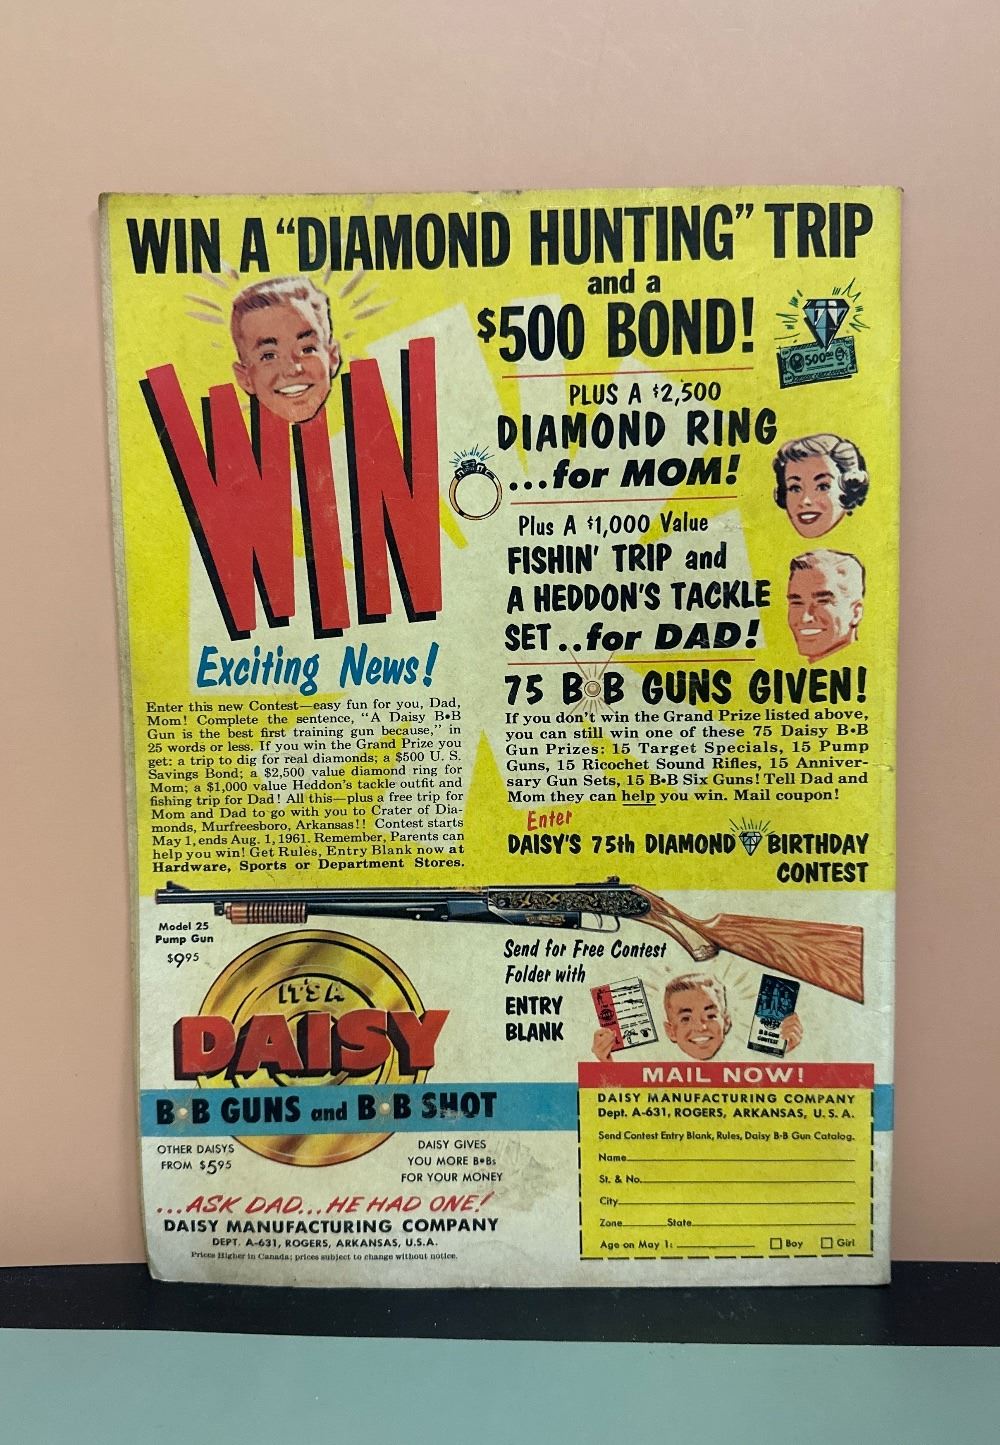 WIN A “DIAMOND HUNTING” TRIP
and a
$500 BOND!
$500.00
PLUS A $2,500
DIAMOND RING
...for MOM!
Plus A $1,000 Value
FISHIN' TRIP and
A HEDDON'S TACKLE
SET..for DAD!
WIN
Exciting News!
Enter this new Contest—easy fun for you, Dad,
Mom! Complete the sentence, “A Daisy B•B
Gun is the best first training gun because,” in
25 words or less. If you win the Grand Prize you
get: a trip to dig for real diamonds; a $500 U. S.
Savings Bond; a $2,500 value diamond ring for
Mom; a $1,000 value Heddon's tackle outfit and
fishing trip for Dad! All this—plus a free trip for
Mom and Dad to go with you to Crater of Dia-
monds, Murfreesboro, Arkansas!! Contest starts
May 1, ends Aug. 1, 1961. Remember, Parents can
help you win! Get Rules, Entry Blank now at
Hardware, Sports or Department Stores.
75 B•B GUNS GIVEN!
If you don't win the Grand Prize listed above,
you can still win one of these 75 Daisy B•B
Gun Prizes: 15 Target Specials, 15 Pump
Guns, 15 Ricochet Sound Rifles, 15 Anniver-
sary Gun Sets, 15 B•B Six Guns! Tell Dad and
Mom they can help you win. Mail coupon!
Enter
DAISY'S 75th DIAMOND BIRTHDAY
CONTEST
Model 25
Pump Gun
$9.95
IT'S A
DAISY
B•B GUNS and B•B SHOT
OTHER DAISYS
FROM $5.95
DAISY GIVES
YOU MORE B•Bs
FOR YOUR MONEY
...ASK DAD...HE HAD ONE!
DAISY MANUFACTURING COMPANY
DEPT. A-631, ROGERS, ARKANSAS, U.S.A.
Prices Higher in Canada; prices subject to change without notice.
Send for Free Contest
Folder with
ENTRY
BLANK
B•B GUN
CONTEST
MAIL NOW!
DAISY MANUFACTURING COMPANY
Dept. A-631, ROGERS, ARKANSAS, U. S. A.
Send Contest Entry Blank, Rules, Daisy B•B Gun Catalog.
Name
St. & No.
City
Zone State
Age on May 1: Boy Girl